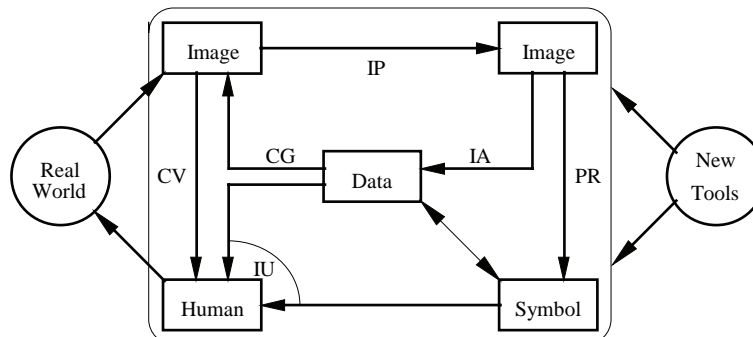 Image
Image
IP
Real
World
CV
CG
Data
IA
PR
New
Tools
IU
Human
Symbol